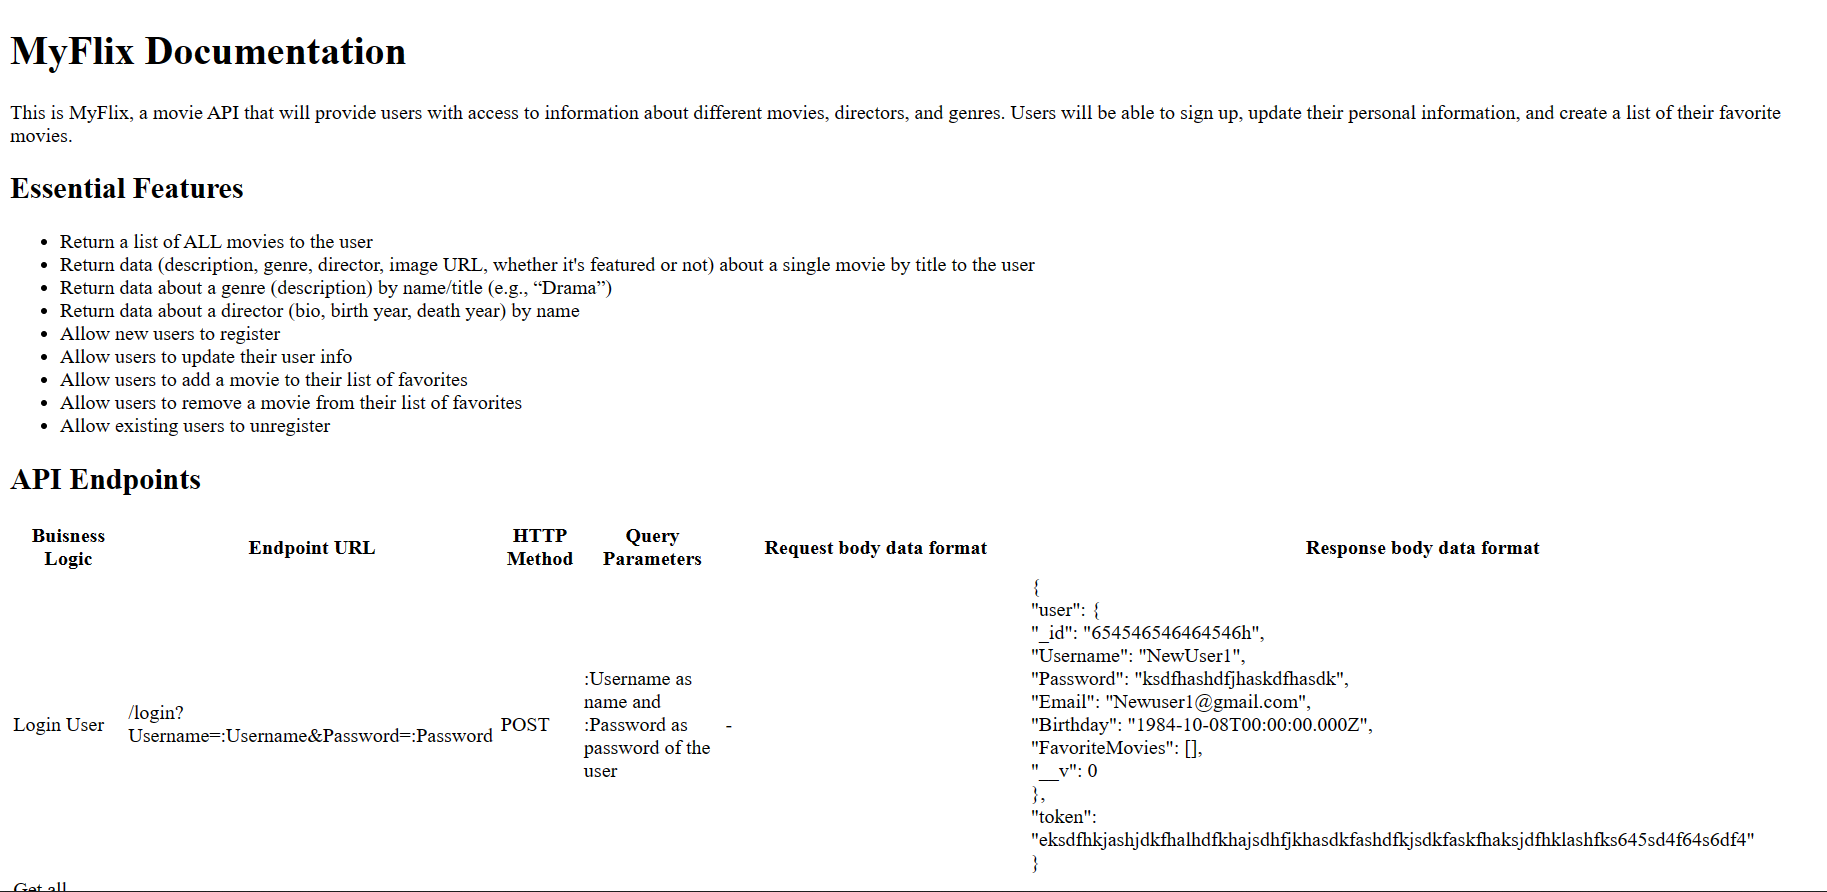 MyFlix Documentation
This is MyFlix, a movie API that will provide users with access to information about different movies, directors, and genres. Users will be able to sign up, update their personal information, and create a list of their favorite
movies.
Essential Features
• Return a list of ALL movies to the user
• Return data (description, genre, director, image URL, whether it's featured or not) about a single movie by title to the user
• Return data about a genre (description) by name/title (e.g., “Drama”)
• Return data about a director (bio, birth year, death year) by name
• Allow new users to register
• Allow users to update their user info
• Allow users to add a movie to their list of favorites
• Allow users to remove a movie from their list of favorites
• Allow existing users to unregister
API Endpoints
Buisness
Logic
Endpoint URL
HTTP
Method
Query
Parameters
Request body data format
Response body data format
Login User
/login?
Username=:Username&Password=:Password
POST
:Username as
name and
:Password as
password of the
user
-
{
"user": {
"_id": "654546546464546h",
"Username": "NewUser1",
"Password": "ksdfhashdfjhaskdfhasdk",
"Email": "Newuser1@gmail.com",
"Birthday": "1984-10-08T00:00:00.000Z",
"FavoriteMovies": [],
"__v": 0
},
"token":
"eksdfhkjashjdkfhalhdfkhajsdhfjkhasdkfashdfkjsdkfaskfhaksjdfhklashfks645sd4f64s6df4"
}
Get all